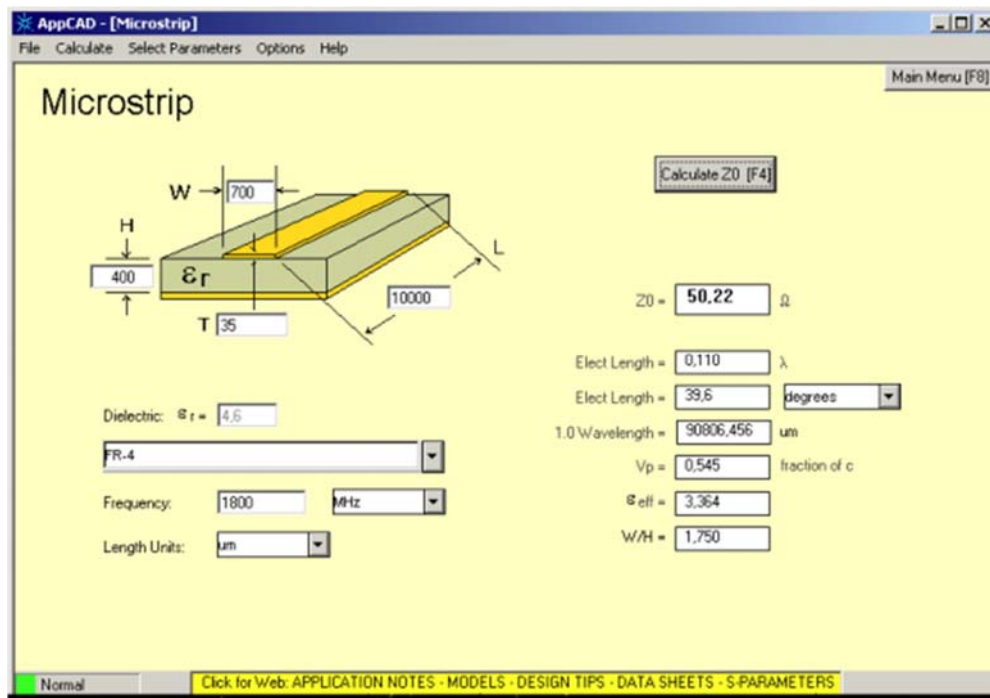 AppCAD - [Microstrip]
File Calculate Select Parameters Options Help
Main Menu [F8]
Microstrip
Calculate Z0 [F4]
W 700
H
400
εr
L
10000
T 35
Z0 = 50,22 Ω
Elect Length = 0,110 λ
Elect Length = 39,6 degrees
1.0 Wavelength = 90806,456 um
Vp = 0,545 fraction of c
εeff = 3,364
W/H = 1,750
Dielectric: εr = 4,6
FR-4
Frequency: 1800 MHz
Length Units: um
Normal
Click for Web: APPLICATION NOTES - MODELS - DESIGN TIPS - DATA SHEETS - S-PARAMETERS